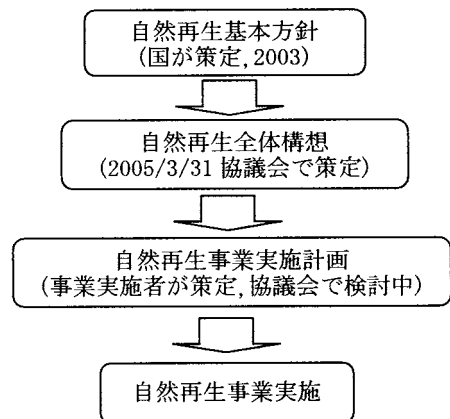 自然再生基本方針
(国が策定, 2003)
自然再生全体構想
(2005/3/31 協議会で策定)
自然再生事業実施計画
(事業実施者が策定, 協議会で検討中)
自然再生事業実施